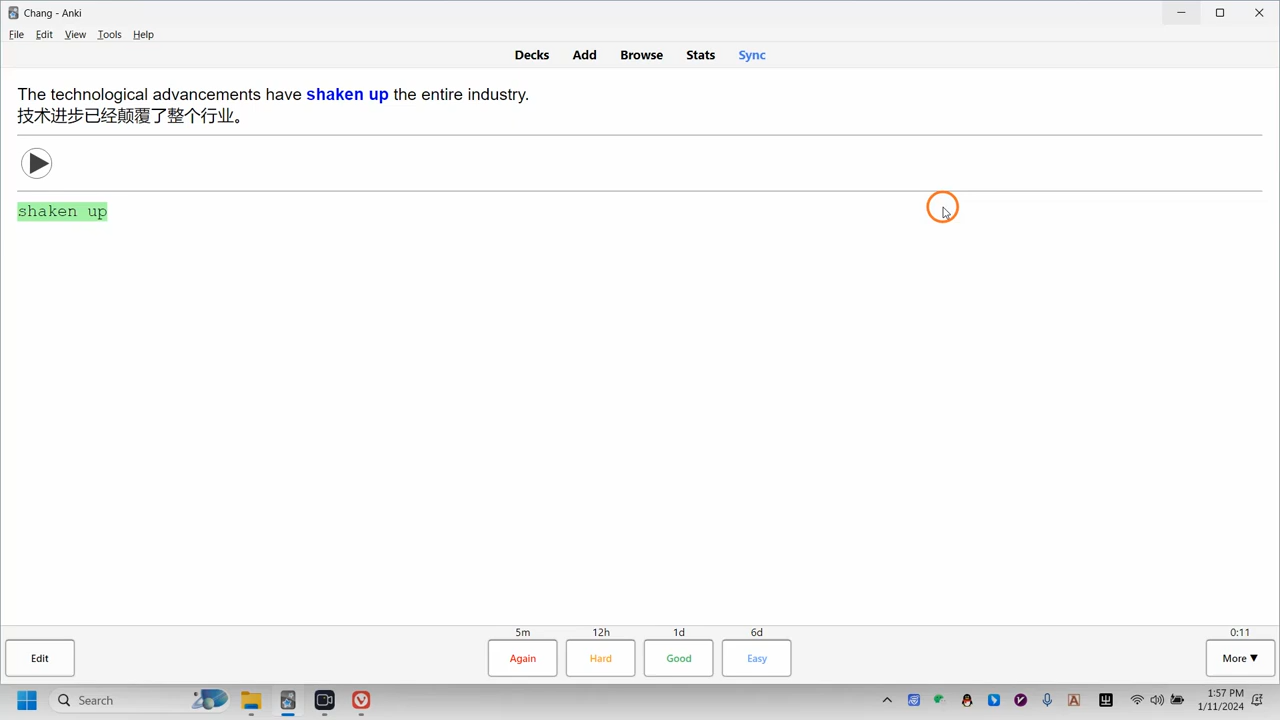 Chang - Anki
File Edit View Tools Help
Decks Add Browse Stats Sync
The technological advancements have shaken up the entire industry.
技术进步已经颠覆了整个行业。
shaken up
5m 12h 1d 6d 0:11
Edit Again Hard Good Easy More ▼
Search
1:57 PM
1/11/2024